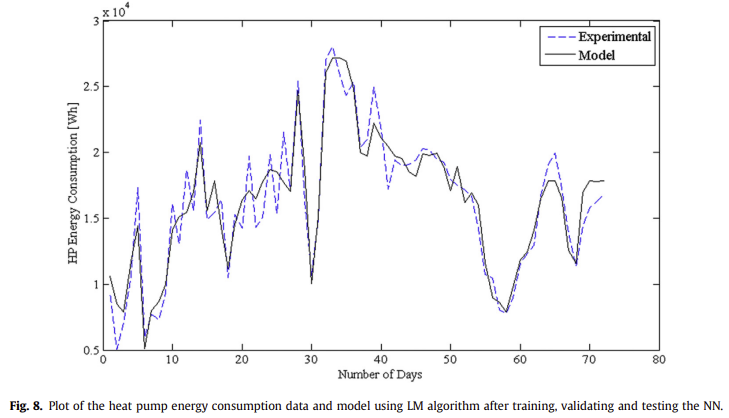 x 10⁴
3
2.5
2
1.5
1
0.5
0 10 20 30 40 50 60 70 80
HP Energy Consumption [Wh]
Number of Days
Experimental
Model
Fig. 8. Plot of the heat pump energy consumption data and model using LM algorithm after training, validating and testing the NN.